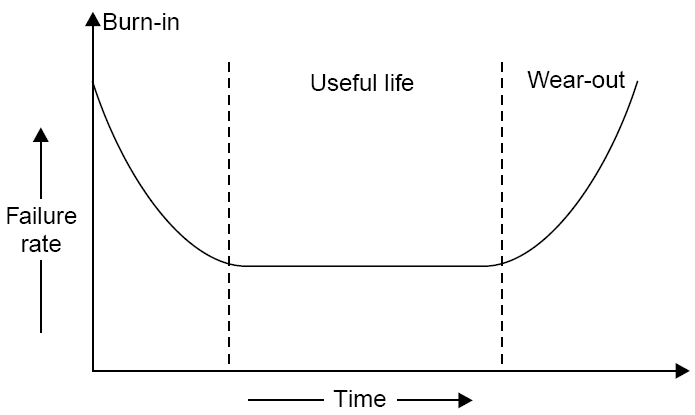 Burn-in
Useful life
Wear-out
Failure
rate
Time